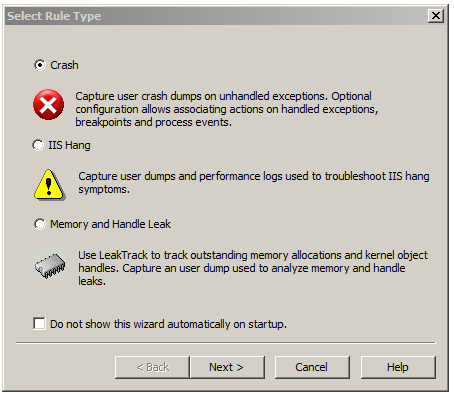 Select Rule Type
Crash
Capture user crash dumps on unhandled exceptions. Optional
configuration allows associating actions on handled exceptions,
breakpoints and process events.
IIS Hang
Capture user dumps and performance logs used to troubleshoot IIS hang
symptoms.
Memory and Handle Leak
Use LeakTrack to track outstanding memory allocations and kernel object
handles. Capture an user dump used to analyze memory and handle
leaks.
Do not show this wizard automatically on startup.
< Back Next > Cancel Help